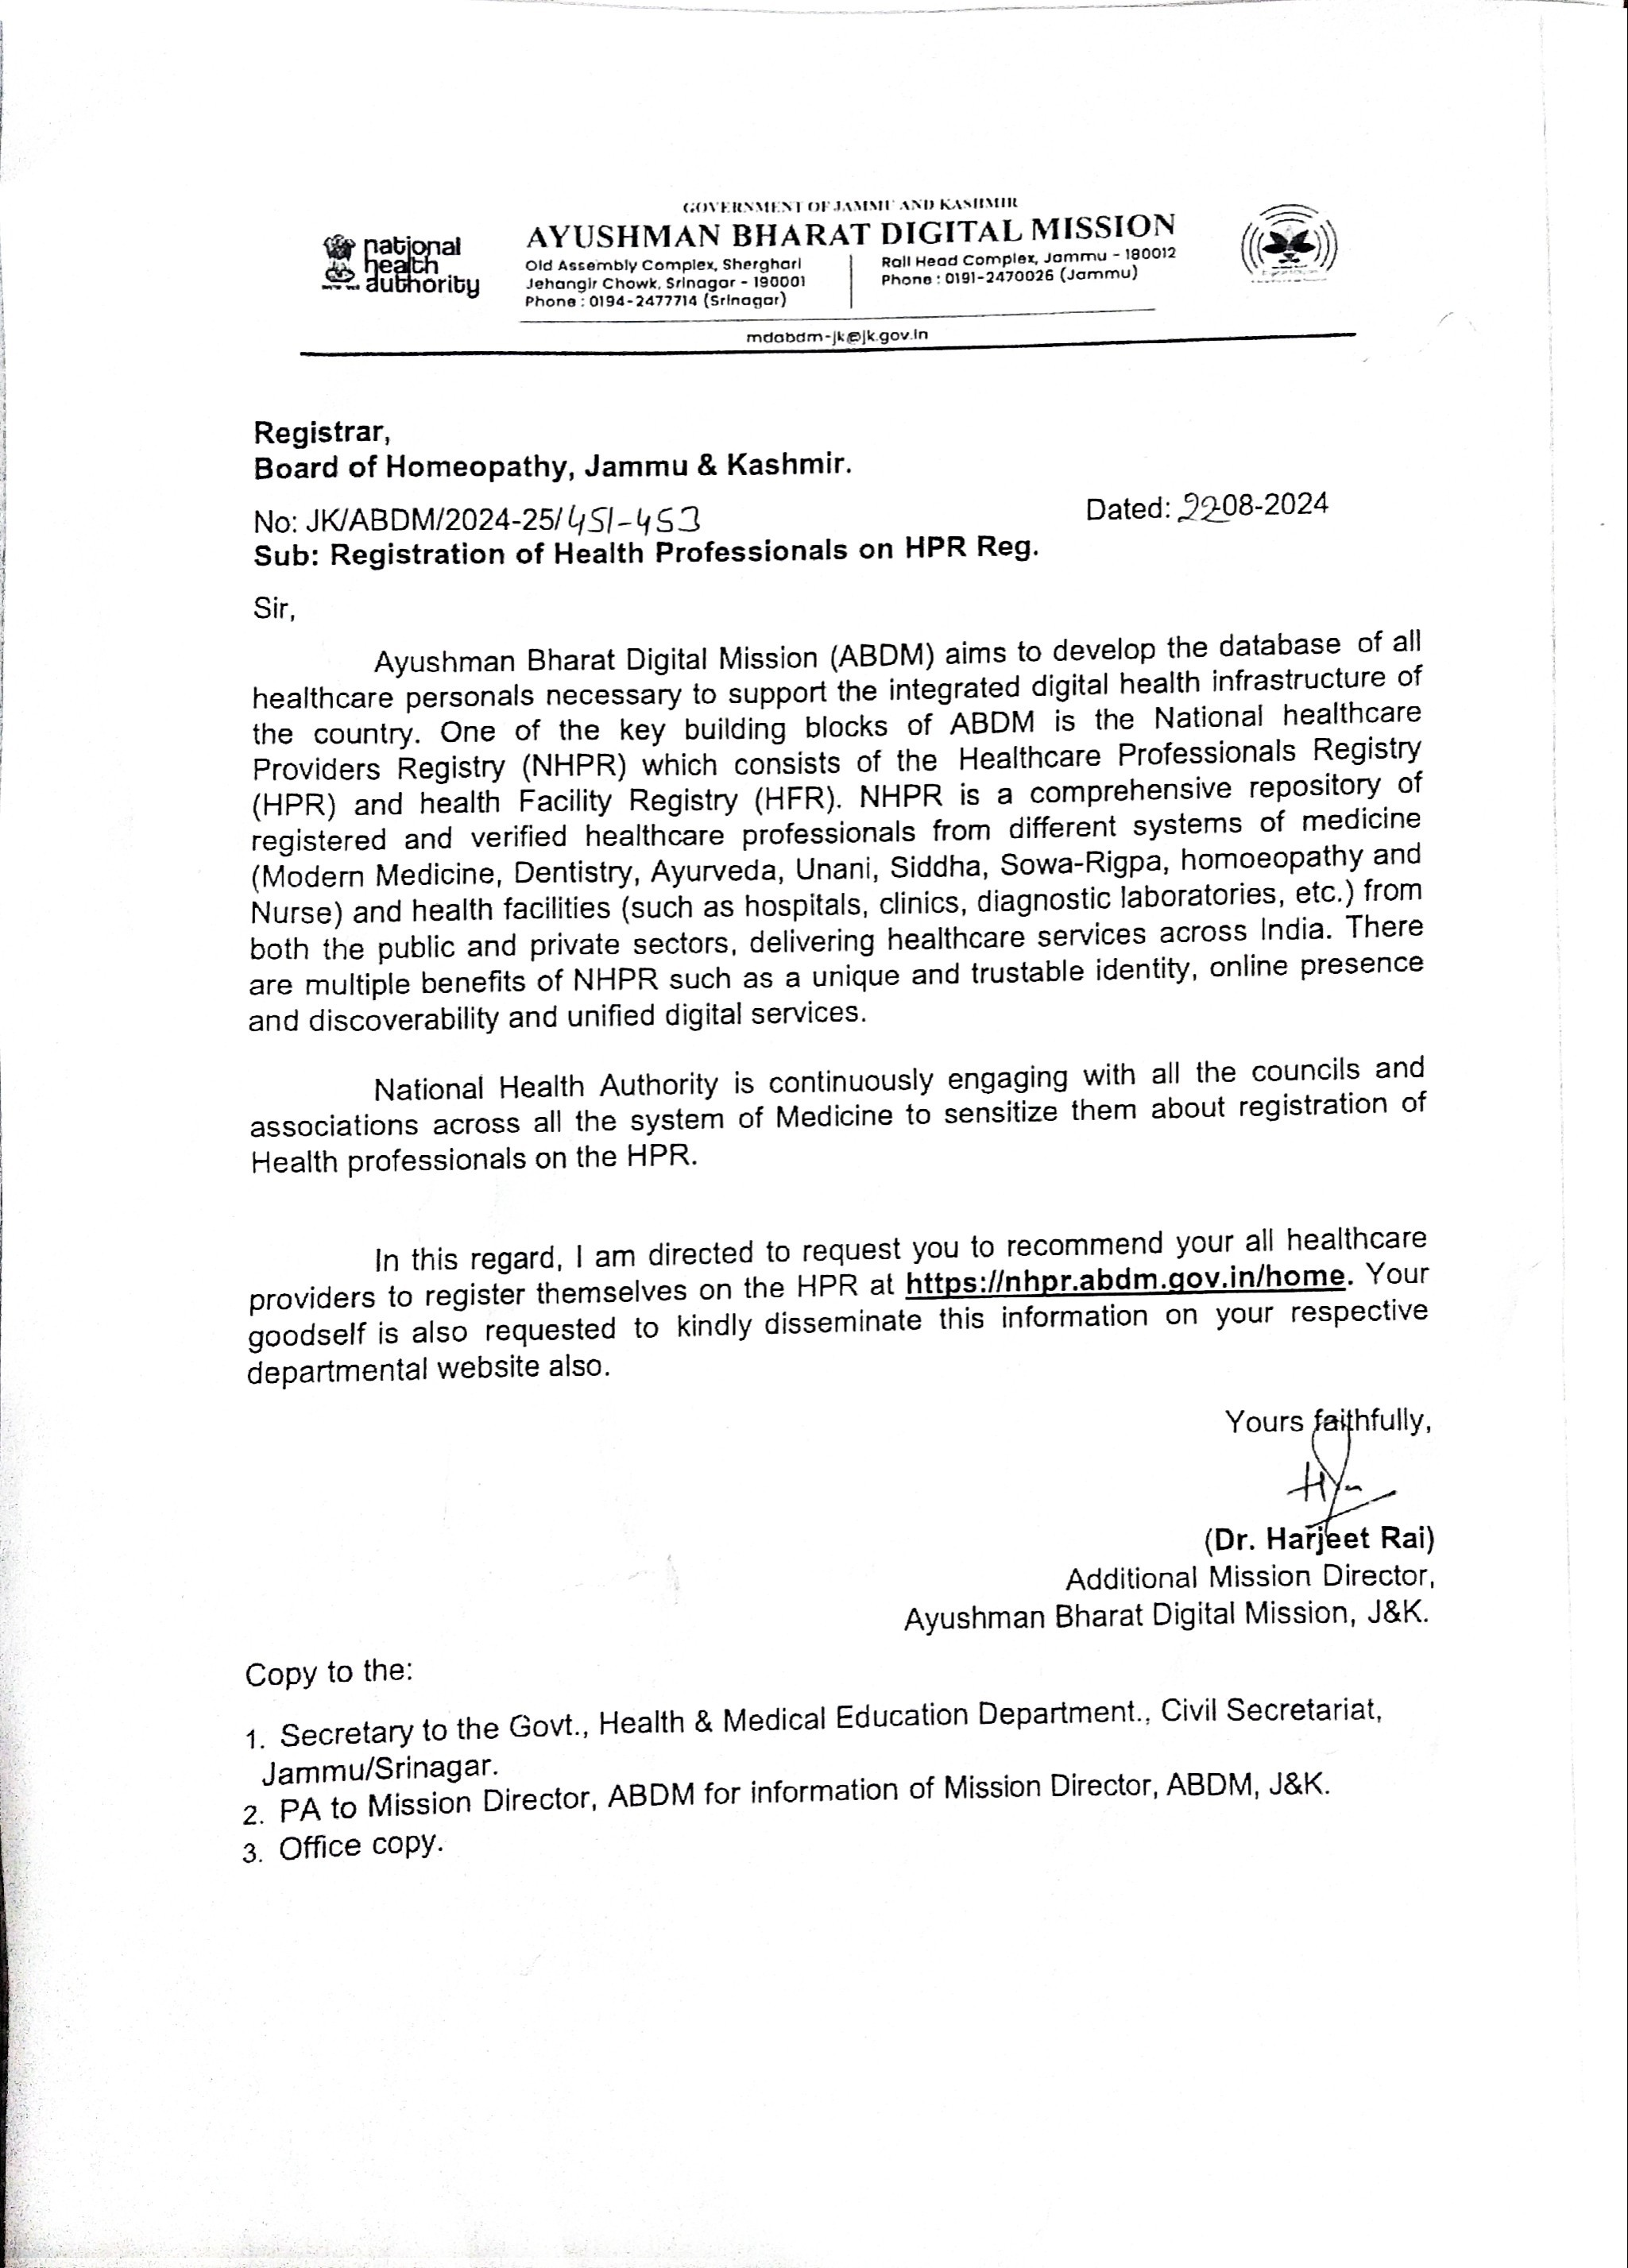 GOVERNMENT OF JAMMU AND KASHMIR
AYUSHMAN BHARAT DIGITAL MISSION
national
health
authority
Old Assembly Complex, Sherghari
Jehangir Chowk, Srinagar - 190001
Phone : 0194-2477714 (Srinagar)
Rail Head Complex, Jammu - 180012
Phone : 0191-2470026 (Jammu)
mdabdm-jk@jk.gov.in
Registrar,
Board of Homeopathy, Jammu & Kashmir.
No: JK/ABDM/2024-25/451-453 Dated: 22-08-2024
Sub: Registration of Health Professionals on HPR Reg.
Sir,
Ayushman Bharat Digital Mission (ABDM) aims to develop the database of all
healthcare personals necessary to support the integrated digital health infrastructure of
the country. One of the key building blocks of ABDM is the National healthcare
Providers Registry (NHPR) which consists of the Healthcare Professionals Registry
(HPR) and health Facility Registry (HFR). NHPR is a comprehensive repository of
registered and verified healthcare professionals from different systems of medicine
(Modern Medicine, Dentistry, Ayurveda, Unani, Siddha, Sowa-Rigpa, homoeopathy and
Nurse) and health facilities (such as hospitals, clinics, diagnostic laboratories, etc.) from
both the public and private sectors, delivering healthcare services across India. There
are multiple benefits of NHPR such as a unique and trustable identity, online presence
and discoverability and unified digital services.
National Health Authority is continuously engaging with all the councils and
associations across all the system of Medicine to sensitize them about registration of
Health professionals on the HPR.
In this regard, I am directed to request you to recommend your all healthcare
providers to register themselves on the HPR at https://nhpr.abdm.gov.in/home. Your
goodself is also requested to kindly disseminate this information on your respective
departmental website also.
Yours faithfully,
(Dr. Harjeet Rai)
Additional Mission Director,
Ayushman Bharat Digital Mission, J&K.
Copy to the:
1. Secretary to the Govt., Health & Medical Education Department., Civil Secretariat,
Jammu/Srinagar.
2. PA to Mission Director, ABDM for information of Mission Director, ABDM, J&K.
3. Office copy.